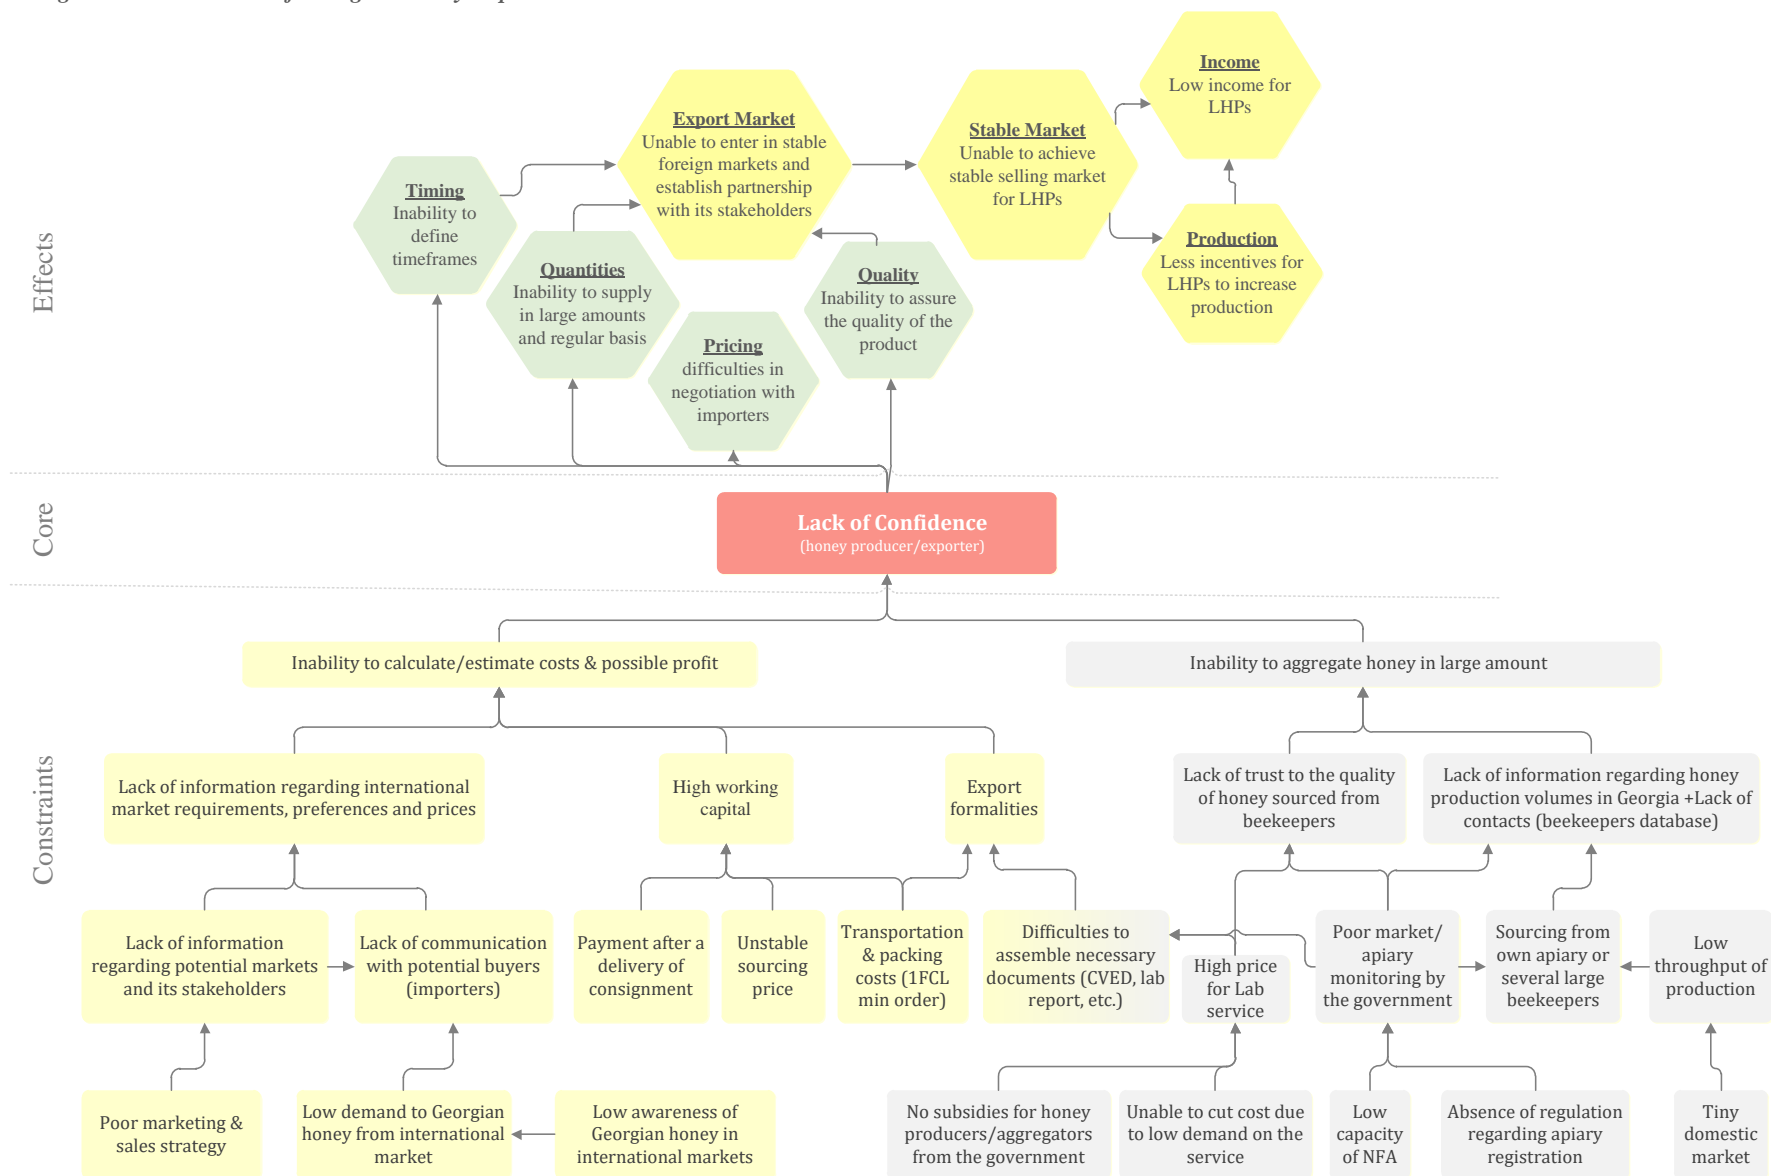 Income
Low income for
LHPs
Export Market
Unable to enter in stable
foreign markets and
establish partnership
with its stakeholders
Stable Market
Unable to achieve
stable selling market
for LHPs
Timing
Inability to
define
timeframes
Quantities
Inability to supply
in large amounts
and regular basis
Quality
Inability to assure
the quality of the
product
Production
Less incentives for
LHPs to increase
production
Pricing
difficulties in
negotiation with
importers
Effects
Core
Lack of Confidence
(honey producer/exporter)
Constraints
Inability to calculate/estimate costs & possible profit
Inability to aggregate honey in large amount
Lack of information regarding international
market requirements, preferences and prices
High working
capital
Export
formalities
Lack of trust to the quality
of honey sourced from
beekeepers
Lack of information regarding honey
production volumes in Georgia +Lack of
contacts (beekeepers database)
Lack of information
regarding potential markets
and its stakeholders
Lack of communication
with potential buyers
(importers)
Payment after a
delivery of
consignment
Unstable
sourcing
price
Transportation
& packing
costs (1FCL
min order)
Difficulties to
assemble necessary
documents (CVED, lab
report, etc.)
High price
for Lab
service
Poor market/
apiary
monitoring by
the government
Sourcing from
own apiary or
several large
beekeepers
Low
throughput of
production
Poor marketing &
sales strategy
Low demand to Georgian
honey from international
market
Low awareness of
Georgian honey in
international markets
No subsidies for honey
producers/aggregators
from the government
Unable to cut cost due
to low demand on the
service
Low
capacity
of NFA
Absence of regulation
regarding apiary
registration
Tiny
domestic
market